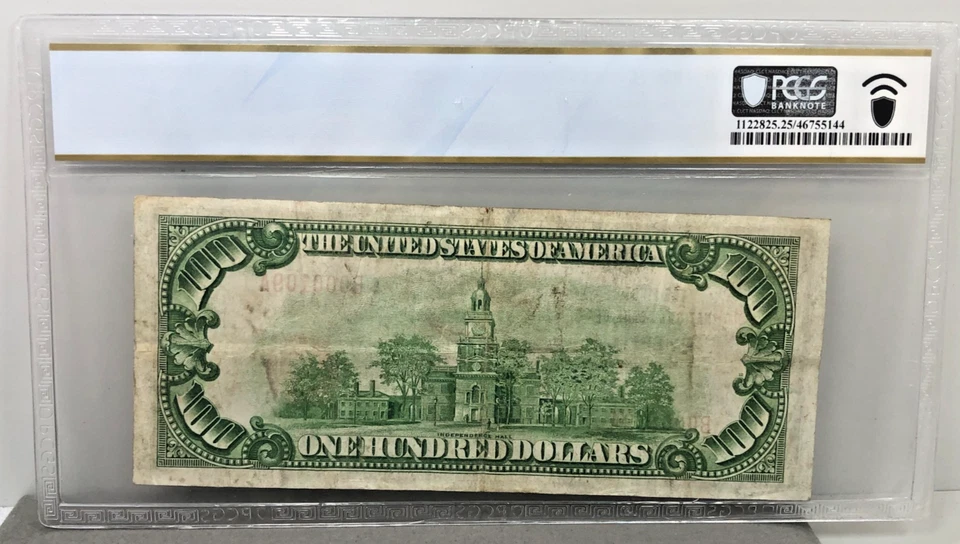 PCGS
BANKNOTE
1122825.25/46755144
THE UNITED STATES OF AMERICA
100
100
INDEPENDENCE HALL
100
100
ONE HUNDRED DOLLARS